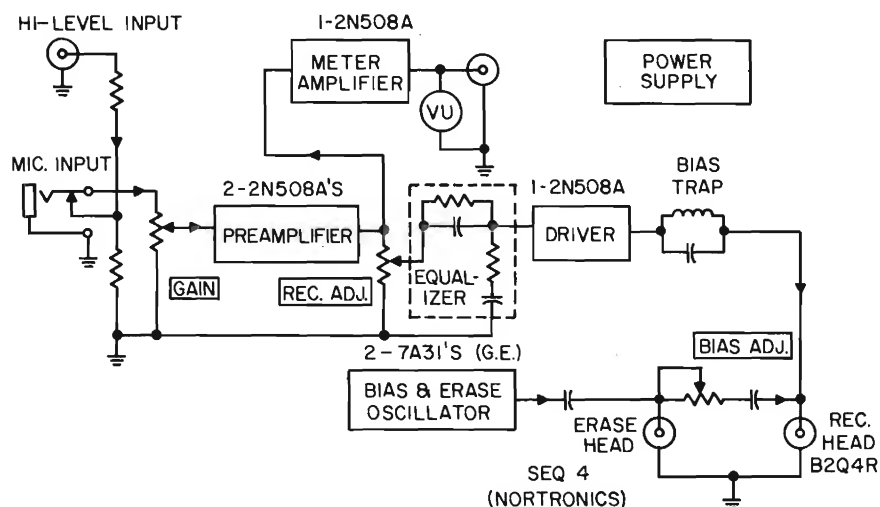 HI-LEVEL INPUT
1-2N508A
METER
AMPLIFIER
VU
POWER
SUPPLY
MIC. INPUT
2-2N508A'S
PREAMPLIFIER
GAIN
REC. ADJ.
EQUAL-
IZER
1-2N508A
DRIVER
BIAS
TRAP
2-7A31'S (G.E.)
BIAS & ERASE
OSCILLATOR
BIAS ADJ.
ERASE
HEAD
SEQ 4
(NORTRONICS)
REC.
HEAD
B2Q4R